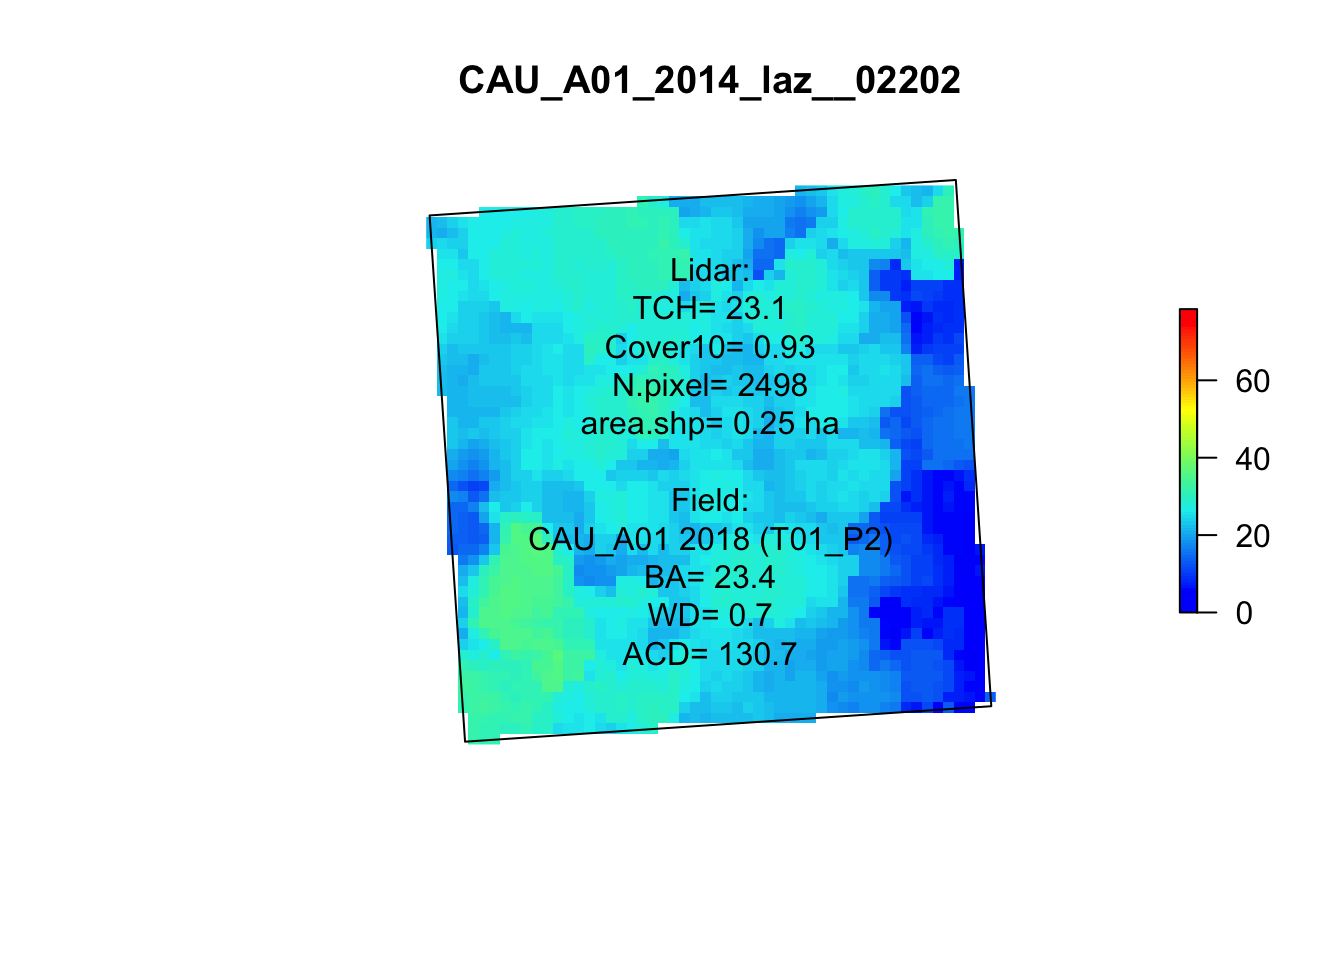 CAU_A01_2014_laz__02202
Lidar:
TCH= 23.1
Cover10= 0.93
N.pixel= 2498
area.shp= 0.25 ha
Field:
CAU_A01 2018 (T01_P2)
BA= 23.4
WD= 0.7
ACD= 130.7
60
40
20
0